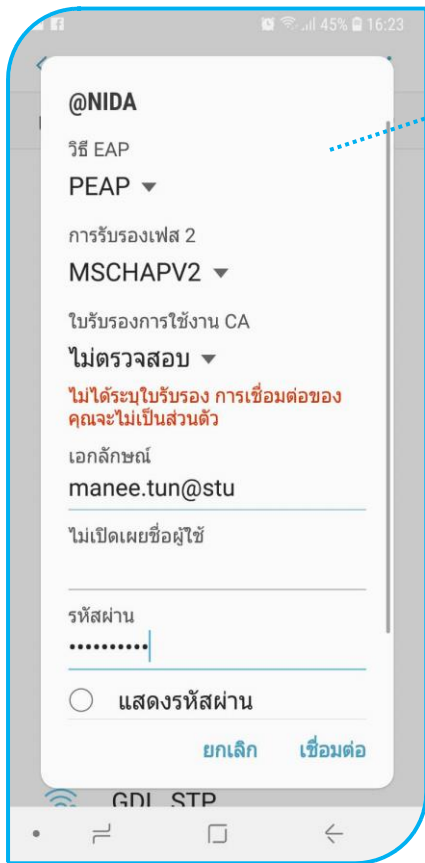 45% 16:23
@NIDA
วิธี EAP
PEAP
การรับรองเฟส 2
MSCHAPV2
ใบรับรองการใช้งาน CA
ไม่ตรวจสอบ
ไม่ได้ระบุใบรับรอง การเชื่อมต่อของ
คุณจะไม่เป็นส่วนตัว
เอกลักษณ์
manee.tun@stu
ไม่เปิดเผยชื่อผู้ใช้
รหัสผ่าน
••••••••••
แสดงรหัสผ่าน
ยกเลิก เชื่อมต่อ
GDL_STP